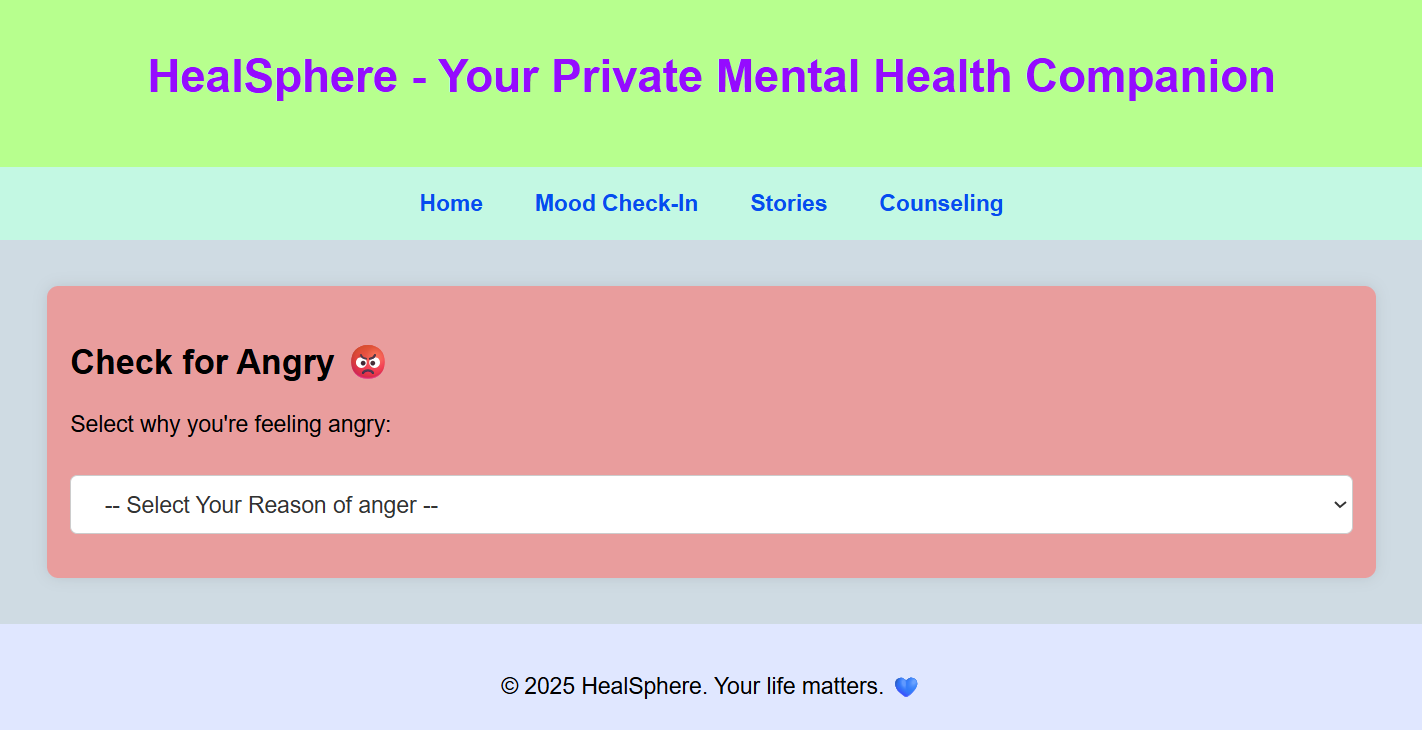 HealSphere - Your Private Mental Health Companion
Home Mood Check-In Stories Counseling
Check for Angry 😡
Select why you're feeling angry:
-- Select Your Reason of anger --
© 2025 HealSphere. Your life matters. 💙